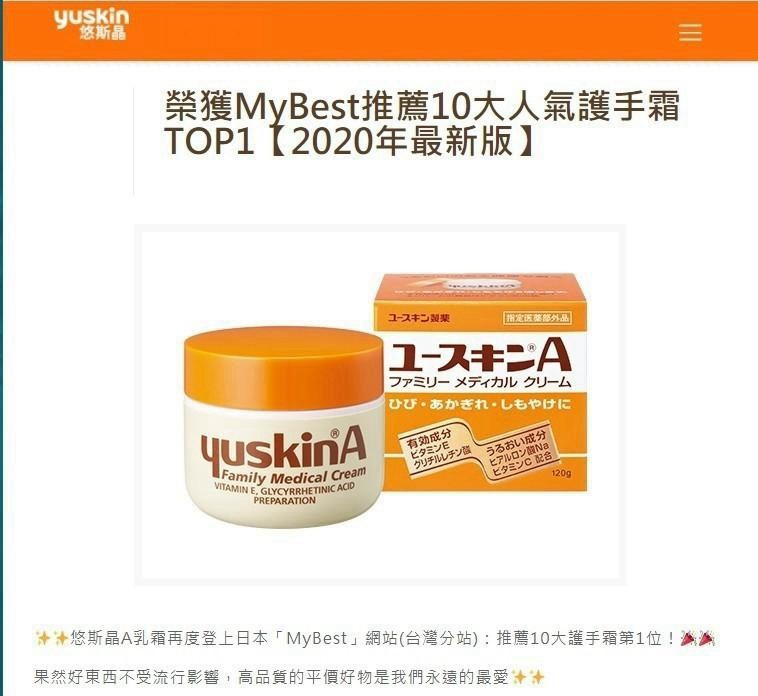 yuskin
悠斯晶
榮獲MyBest推薦10大人氣護手霜
TOP1【2020年最新版】
yuskinA
ユースキン製薬
指定医薬部外品
ユースキン®A
ファミリー メディカル クリーム
ひび・あかぎれ・しもやけに
有効成分
ビタミンE
グリチルレチン酸
うるおい成分
ヒアルロン酸Na
ビタミンC 配合
120g
yuskin®A
Family Medical Cream
VITAMIN E, GLYCYRRHETINIC ACID
PREPARATION
✨✨悠斯晶A乳霜再度登上日本「MyBest」網站(台灣分站)：推薦10大護手霜第1位！🎉🎉
果然好東西不受流行影響，高品質的平價好物是我們永遠的最愛✨✨